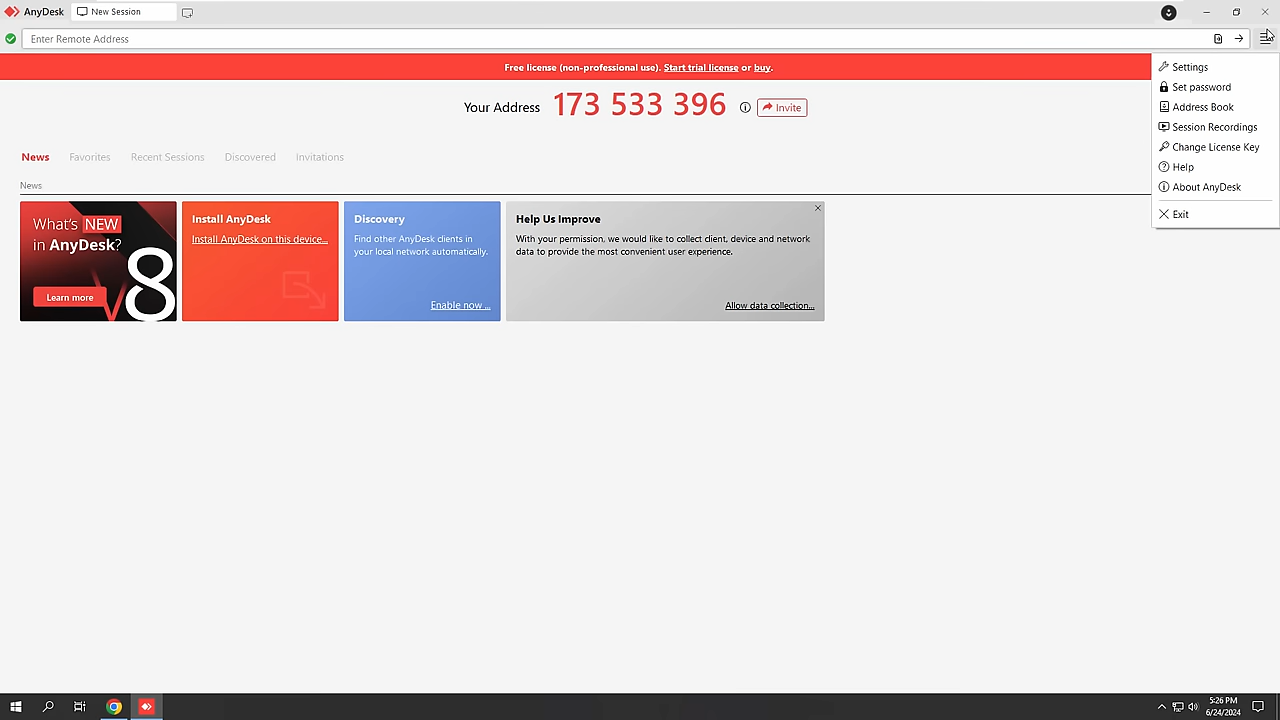 AnyDesk
New Session
Enter Remote Address
Free license (non-professional use). Start trial license or buy.
Your Address 173 533 396
Invite
Settings
Set password
Address Book
Session Recordings
Change License Key
Help
About AnyDesk
Exit
News Favorites Recent Sessions Discovered Invitations
News
What's NEW
in AnyDesk?
v8
Learn more
Install AnyDesk
Install AnyDesk on this device...
Discovery
Find other AnyDesk clients in
your local network automatically.
Enable now ...
Help Us Improve
With your permission, we would like to collect client, device and network
data to provide the most convenient user experience.
Allow data collection...
5:26 PM
6/24/2024